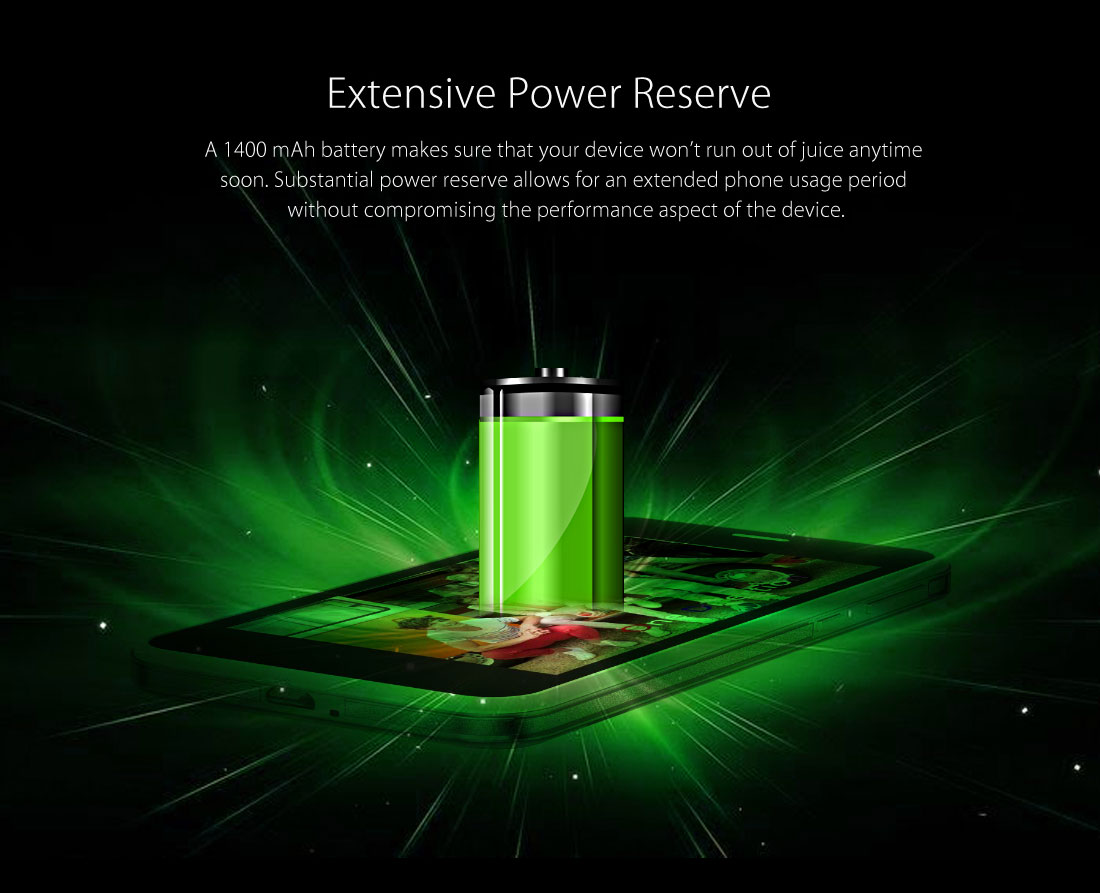 Extensive Power Reserve
A 1400 mAh battery makes sure that your device won’t run out of juice anytime
soon. Substantial power reserve allows for an extended phone usage period
without compromising the performance aspect of the device.